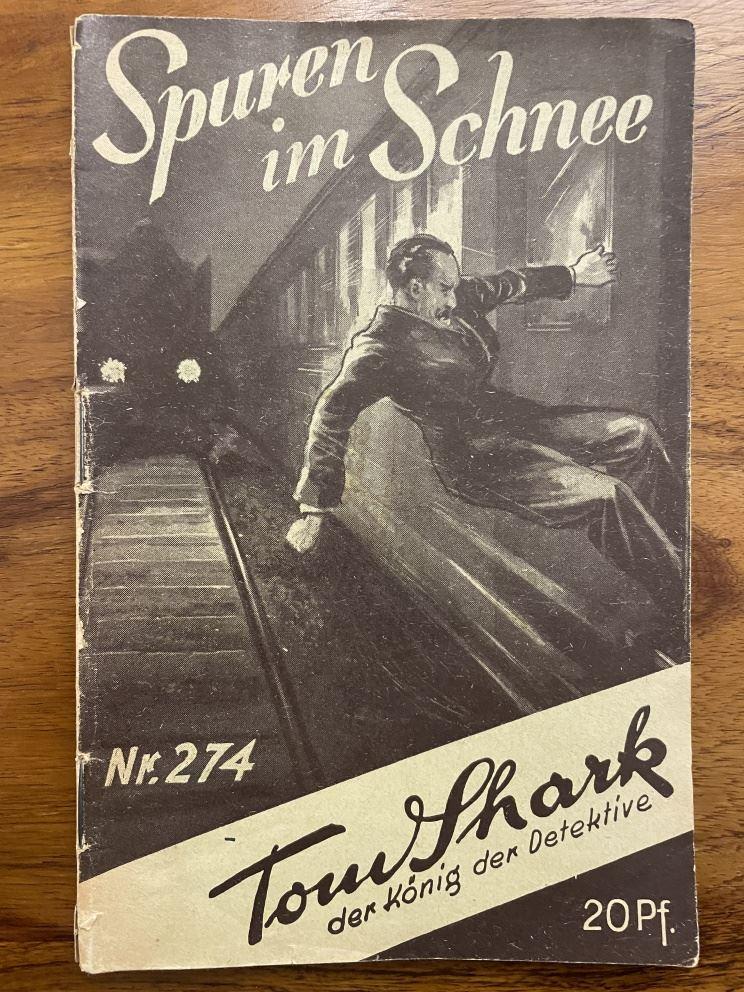 Spuren
im Schnee
Nr. 274
Tom Shark
der König der Detektive
20 Pf.